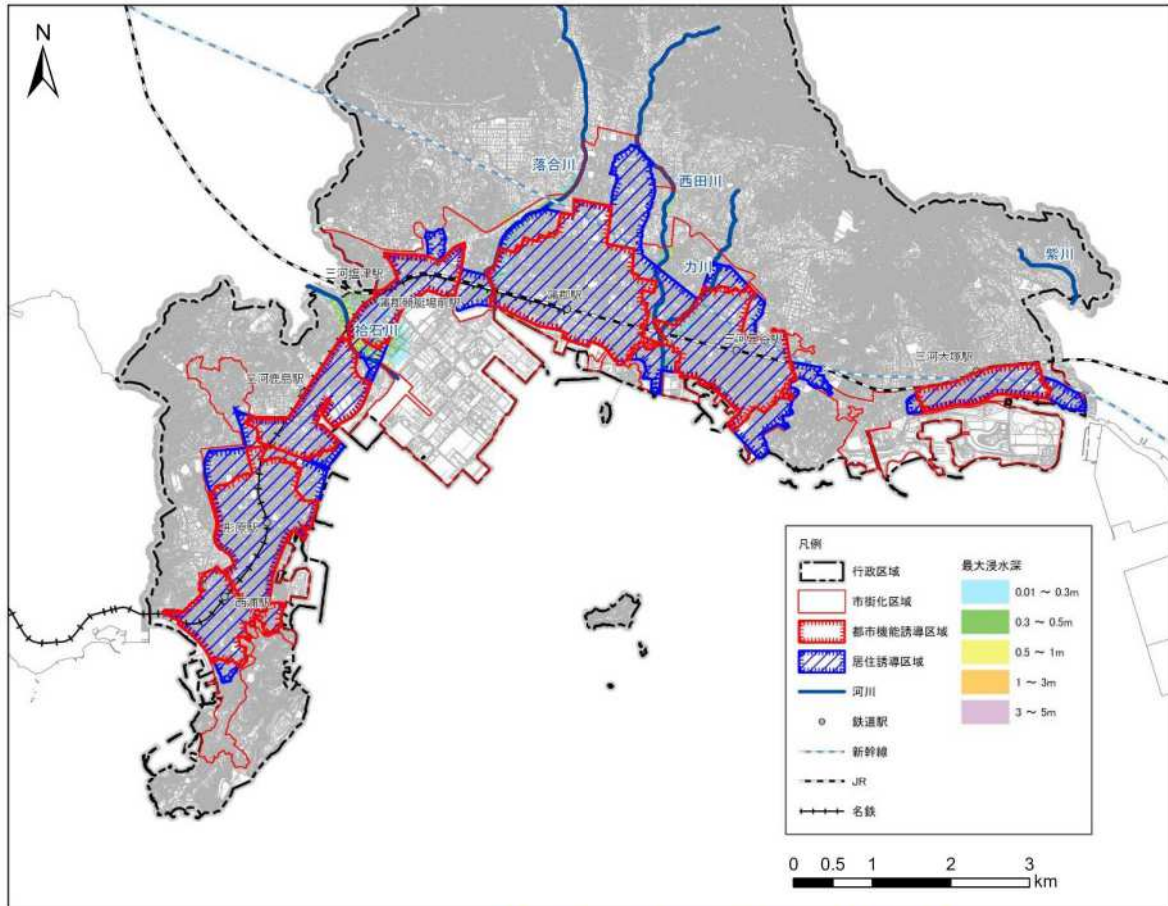 N
落合川
西田川
紫川
三河塩津駅
力川
蒲郡競艇場前駅
蒲郡駅
拾石川
三河三谷駅
三河大塚駅
三河鹿島駅
形原駅
西浦駅
凡例
行政区域
市街化区域
都市機能誘導区域
居住誘導区域
河川
鉄道駅
新幹線
JR
名鉄
最大浸水深
0.01 ～ 0.3m
0.3 ～ 0.5m
0.5 ～ 1m
1 ～ 3m
3 ～ 5m
0 0.5 1 2 3
km